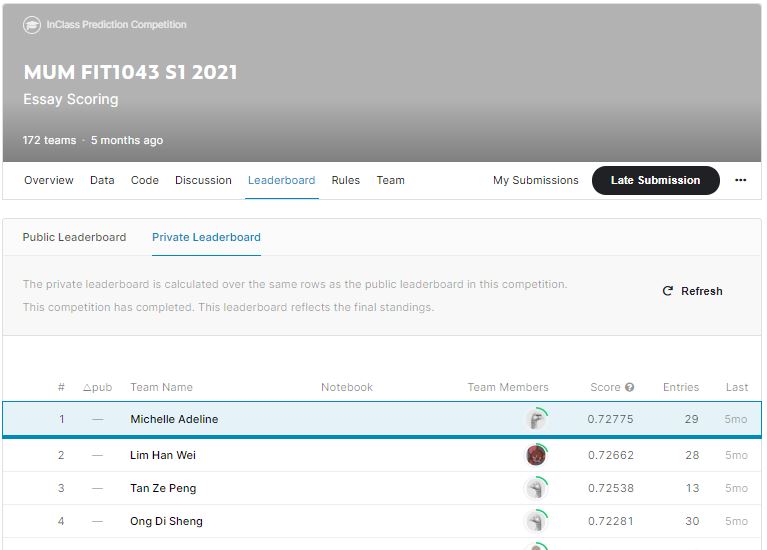 InClass Prediction Competition
MUM FIT1043 S1 2021
Essay Scoring
172 teams · 5 months ago
Overview Data Code Discussion Leaderboard Rules Team My Submissions Late Submission •••
Public Leaderboard Private Leaderboard
The private leaderboard is calculated over the same rows as the public leaderboard in this competition.
This competition has completed. This leaderboard reflects the final standings.
Refresh
# △pub Team Name Notebook Team Members Score ? Entries Last
1 — Michelle Adeline 0.72775 29 5mo
2 — Lim Han Wei 0.72662 28 5mo
3 — Tan Ze Peng 0.72538 13 5mo
4 — Ong Di Sheng 0.72281 30 5mo